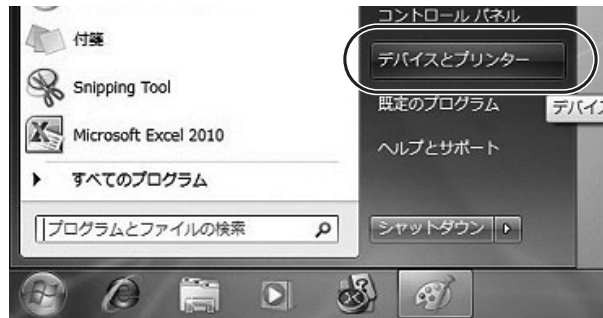 コントロール パネル
付箋
デバイスとプリンター
Snipping Tool
既定のプログラム
デバイス
Microsoft Excel 2010
ヘルプとサポート
すべてのプログラム
プログラムとファイルの検索
シャットダウン